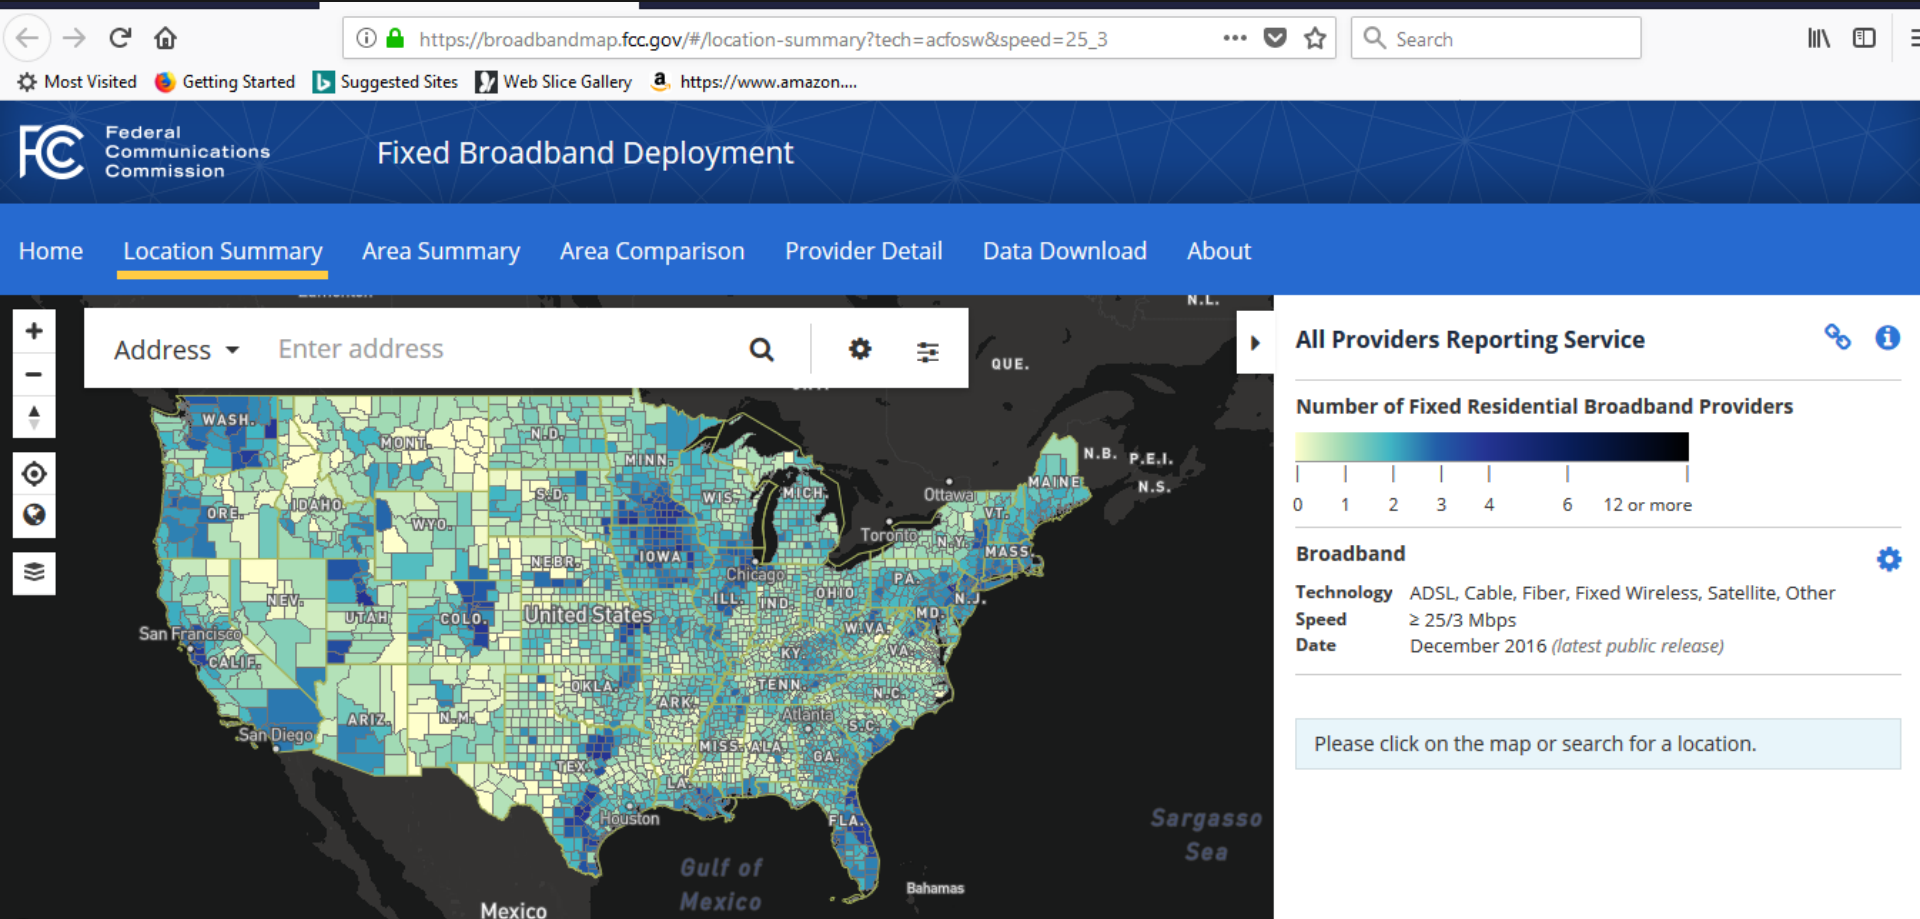 https://broadbandmap.fcc.gov/#/location-summary?tech=acfosw&speed=25_3
Search
Most Visited
Getting Started
Suggested Sites
Web Slice Gallery
https://www.amazon....
Federal
Communications
Commission
FCC
Fixed Broadband Deployment
Home
Location Summary
Area Summary
Area Comparison
Provider Detail
Data Download
About
Address
Enter address
N.L.
QUE.
WASH.
MONT.
N.D.
MINN.
N.B.
P.E.I.
N.S.
MAINE
Ottawa
ORE.
IDAHO
S.D.
WIS.
MICH.
VT.
WYO.
Toronto
N.Y.
MASS.
NEBR.
IOWA
Chicago
PA.
OHIO
N.J.
NEV.
UTAH
COLO.
United States
ILL.
IND.
MD.
W.VA.
San Francisco
CALIF.
KY.
VA.
OKLA.
TENN.
N.C.
ARK.
ARIZ.
N.M.
Atlanta
S.C.
San Diego
MISS.
ALA.
GA.
TEX.
LA.
Houston
FLA.
Gulf of
Mexico
Bahamas
Sargasso
Sea
Mexico
All Providers Reporting Service
Number of Fixed Residential Broadband Providers
0 1 2 3 4 6 12 or more
Broadband
Technology ADSL, Cable, Fiber, Fixed Wireless, Satellite, Other
Speed ≥ 25/3 Mbps
Date December 2016 (latest public release)
Please click on the map or search for a location.